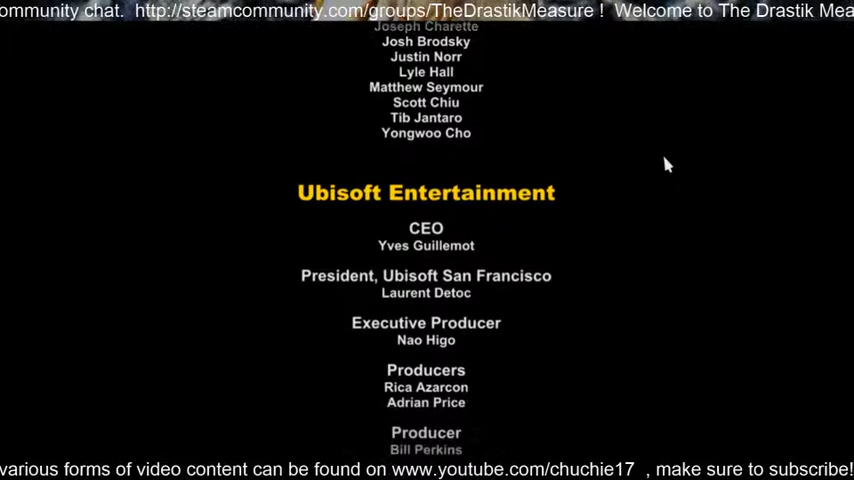 ommunity chat.  http://steamcommunity.com/groups/TheDrastikMeasure !  Welcome to The Drastik Mea
Joseph Charette
Josh Brodsky
Justin Norr
Lyle Hall
Matthew Seymour
Scott Chiu
Tib Jantaro
Yongwoo Cho
Ubisoft Entertainment
CEO
Yves Guillemot
President, Ubisoft San Francisco
Laurent Detoc
Executive Producer
Nao Higo
Producers
Rica Azarcon
Adrian Price
Producer
Bill Perkins
various forms of video content can be found on www.youtube.com/chuchie17  , make sure to subscribe!